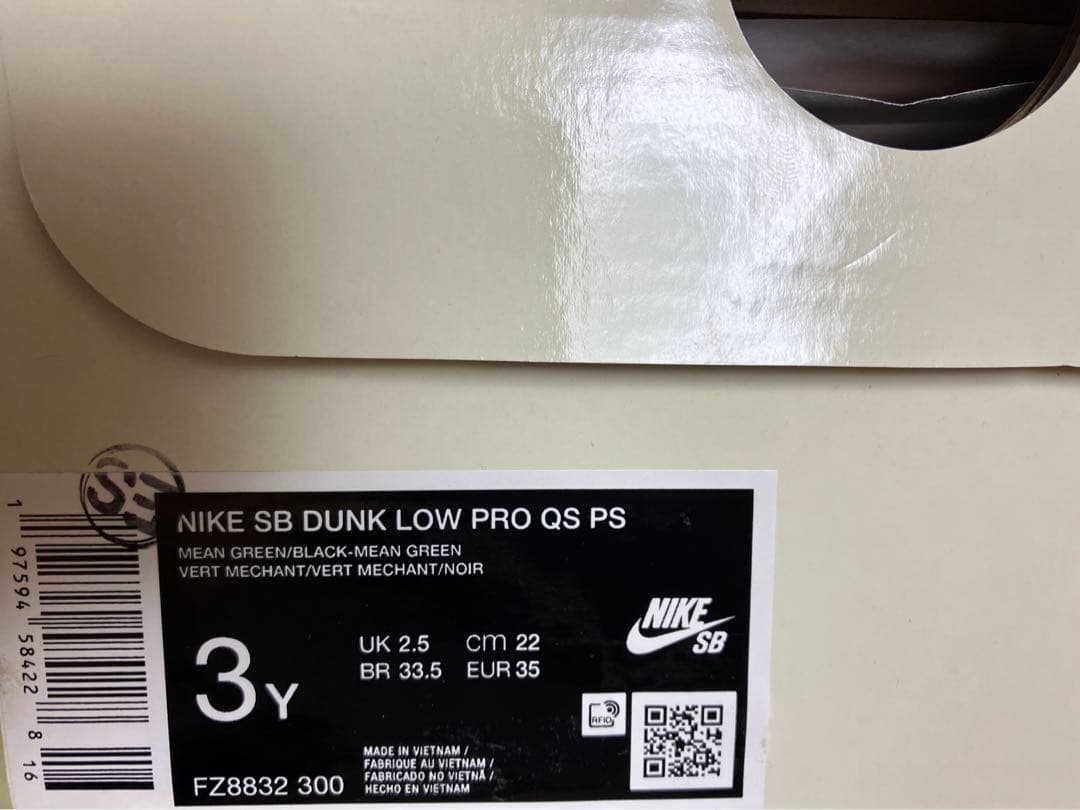 NIKE SB DUNK LOW PRO QS PS
MEAN GREEN/BLACK-MEAN GREEN
VERT MECHANT/VERT MECHANT/NOIR
3Y
UK 2.5 cm 22
BR 33.5 EUR 35
NIKE
SB
RFID
FZ8832 300
MADE IN VIETNAM /
FABRIQUE AU VIETNAM /
FABRICADO NO VIETNÃ /
HECHO EN VIETNAM
1 97594 58422 8 16